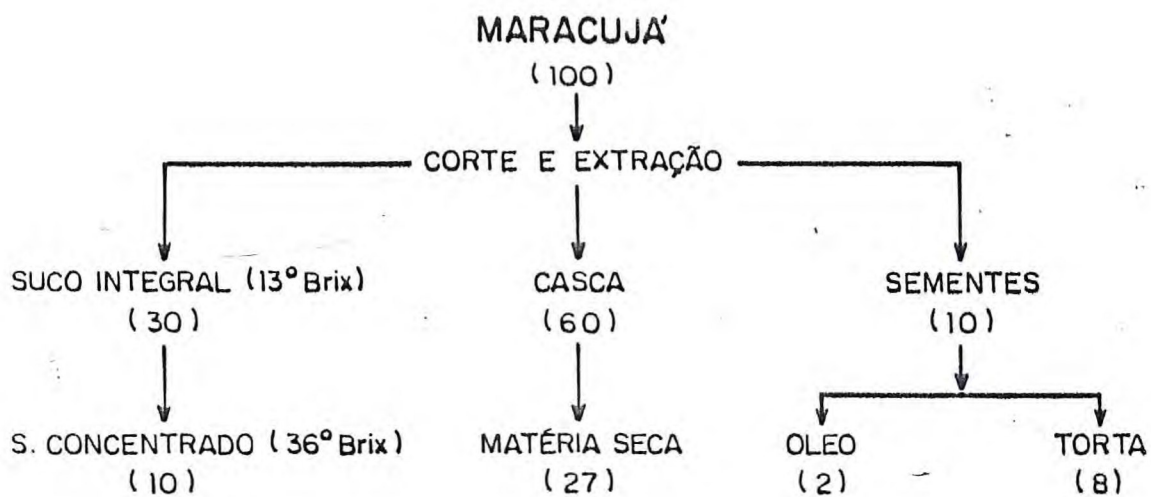 MARACUJÁ
(100)
CORTE E EXTRAÇÃO
SUCO INTEGRAL (13° Brix)
(30)
CASCA
(60)
SEMENTES
(10)
S. CONCENTRADO (36° Brix)
(10)
MATÉRIA SECA
(27)
OLEO
(2)
TORTA
(8)